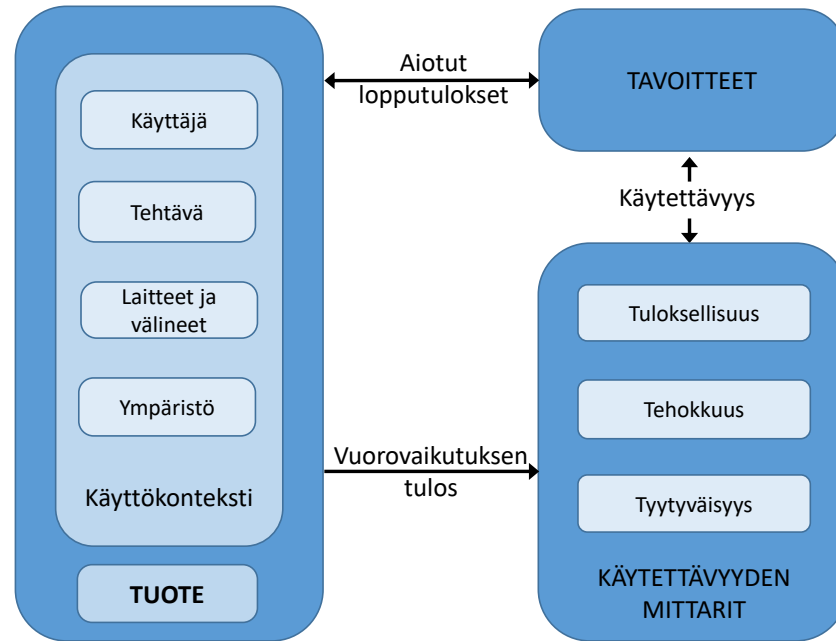 Käyttäjä
Tehtävä
Laitteet ja
välineet
Ympäristö
Käyttökonteksti
TUOTE
Aiotut
lopputulokset
Vuorovaikutuksen
tulos
TAVOITTEET
Käytettävyys
Tuloksellisuus
Tehokkuus
Tyytyväisyys
KÄYTETTÄVYYDEN
MITTARIT